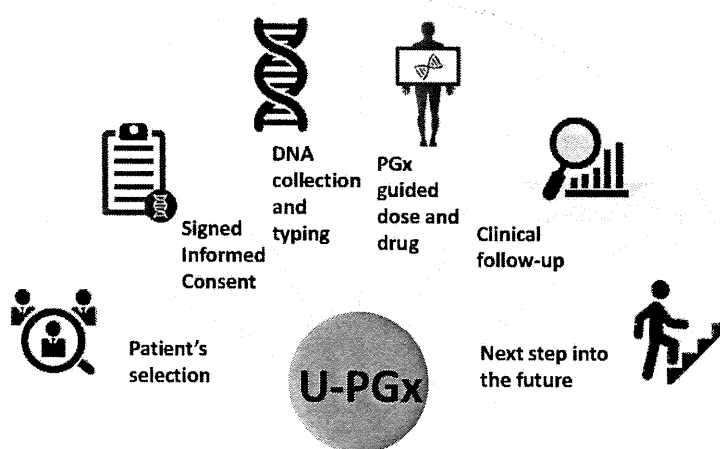 Patient's
selection
Signed
Informed
Consent
DNA
collection
and
typing
PGx
guided
dose and
drug
Clinical
follow-up
Next step into
the future
U-PGx